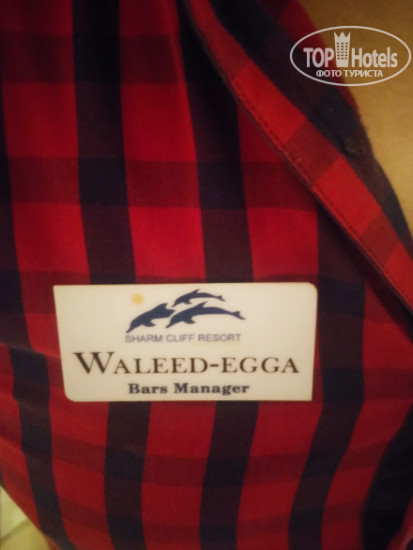 TOP Hotels
ФОТО ТУРИСТА
SHARM CLIFF RESORT
WALEED-EGGA
Bars Manager